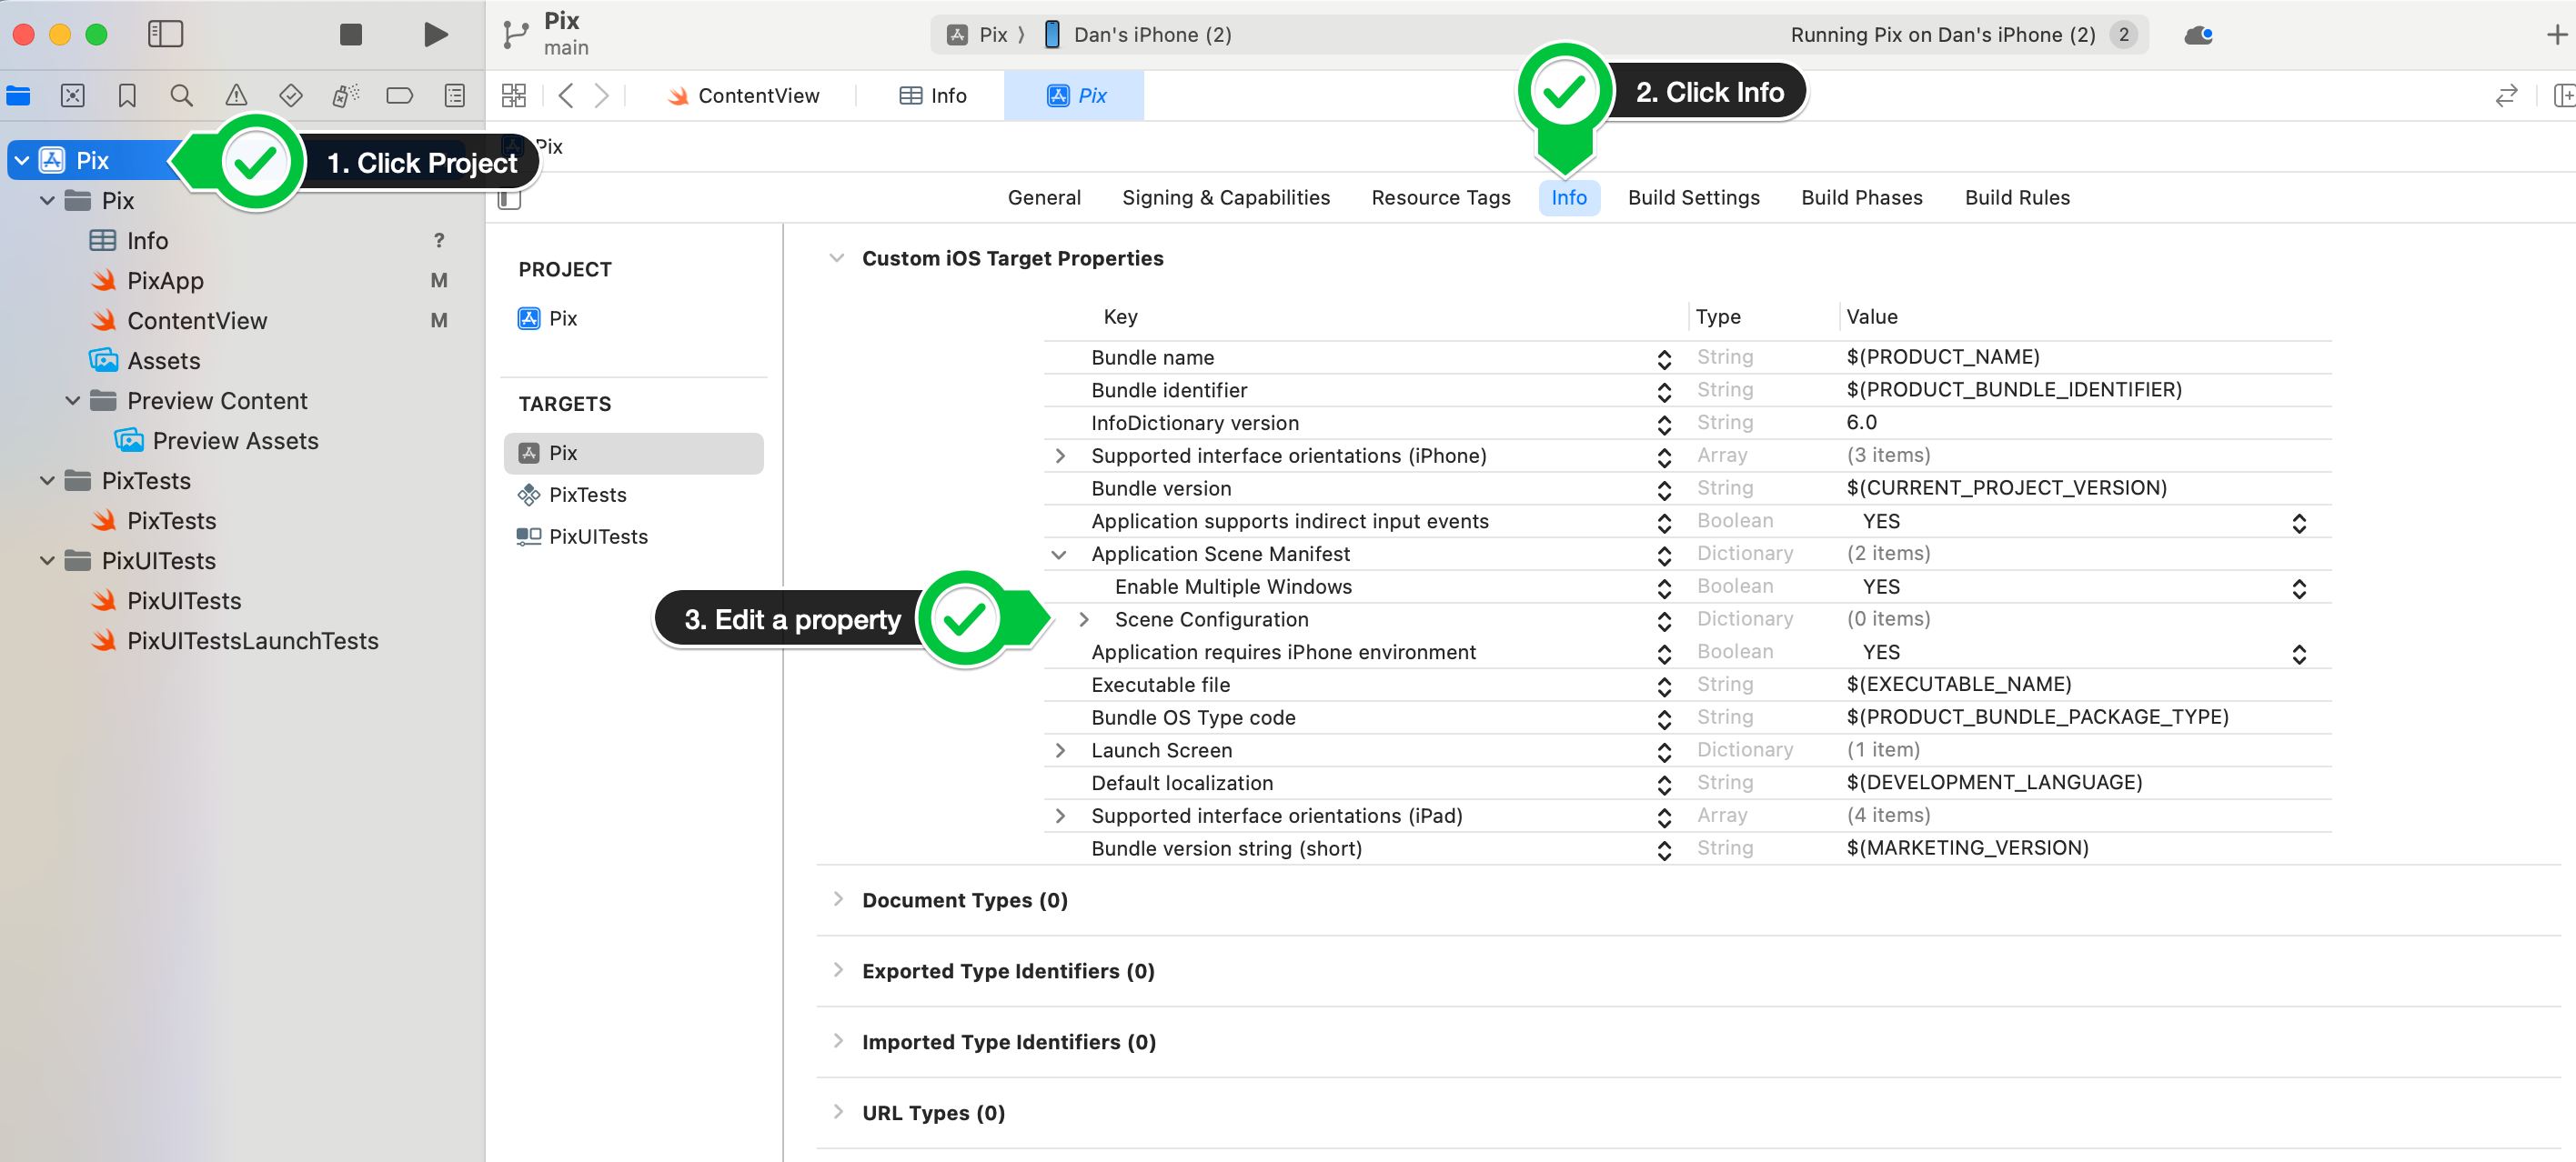 Pix
main
Pix
Dan's iPhone (2)
Running Pix on Dan's iPhone (2) 2
ContentView
Info
Pix
2. Click Info
Pix
1. Click Project
Pix
Pix
Info ?
PixApp M
ContentView M
Assets
Preview Content
Preview Assets
PixTests
PixTests
PixUITests
PixUITests
PixUITestsLaunchTests
General Signing & Capabilities Resource Tags Info Build Settings Build Phases Build Rules
PROJECT
Pix
TARGETS
Pix
PixTests
PixUITests
3. Edit a property
Custom iOS Target Properties
Key Type Value
Bundle name String $(PRODUCT_NAME)
Bundle identifier String $(PRODUCT_BUNDLE_IDENTIFIER)
InfoDictionary version String 6.0
Supported interface orientations (iPhone) Array (3 items)
Bundle version String $(CURRENT_PROJECT_VERSION)
Application supports indirect input events Boolean YES
Application Scene Manifest Dictionary (2 items)
Enable Multiple Windows Boolean YES
Scene Configuration Dictionary (0 items)
Application requires iPhone environment Boolean YES
Executable file String $(EXECUTABLE_NAME)
Bundle OS Type code String $(PRODUCT_BUNDLE_PACKAGE_TYPE)
Launch Screen Dictionary (1 item)
Default localization String $(DEVELOPMENT_LANGUAGE)
Supported interface orientations (iPad) Array (4 items)
Bundle version string (short) String $(MARKETING_VERSION)
Document Types (0)
Exported Type Identifiers (0)
Imported Type Identifiers (0)
URL Types (0)